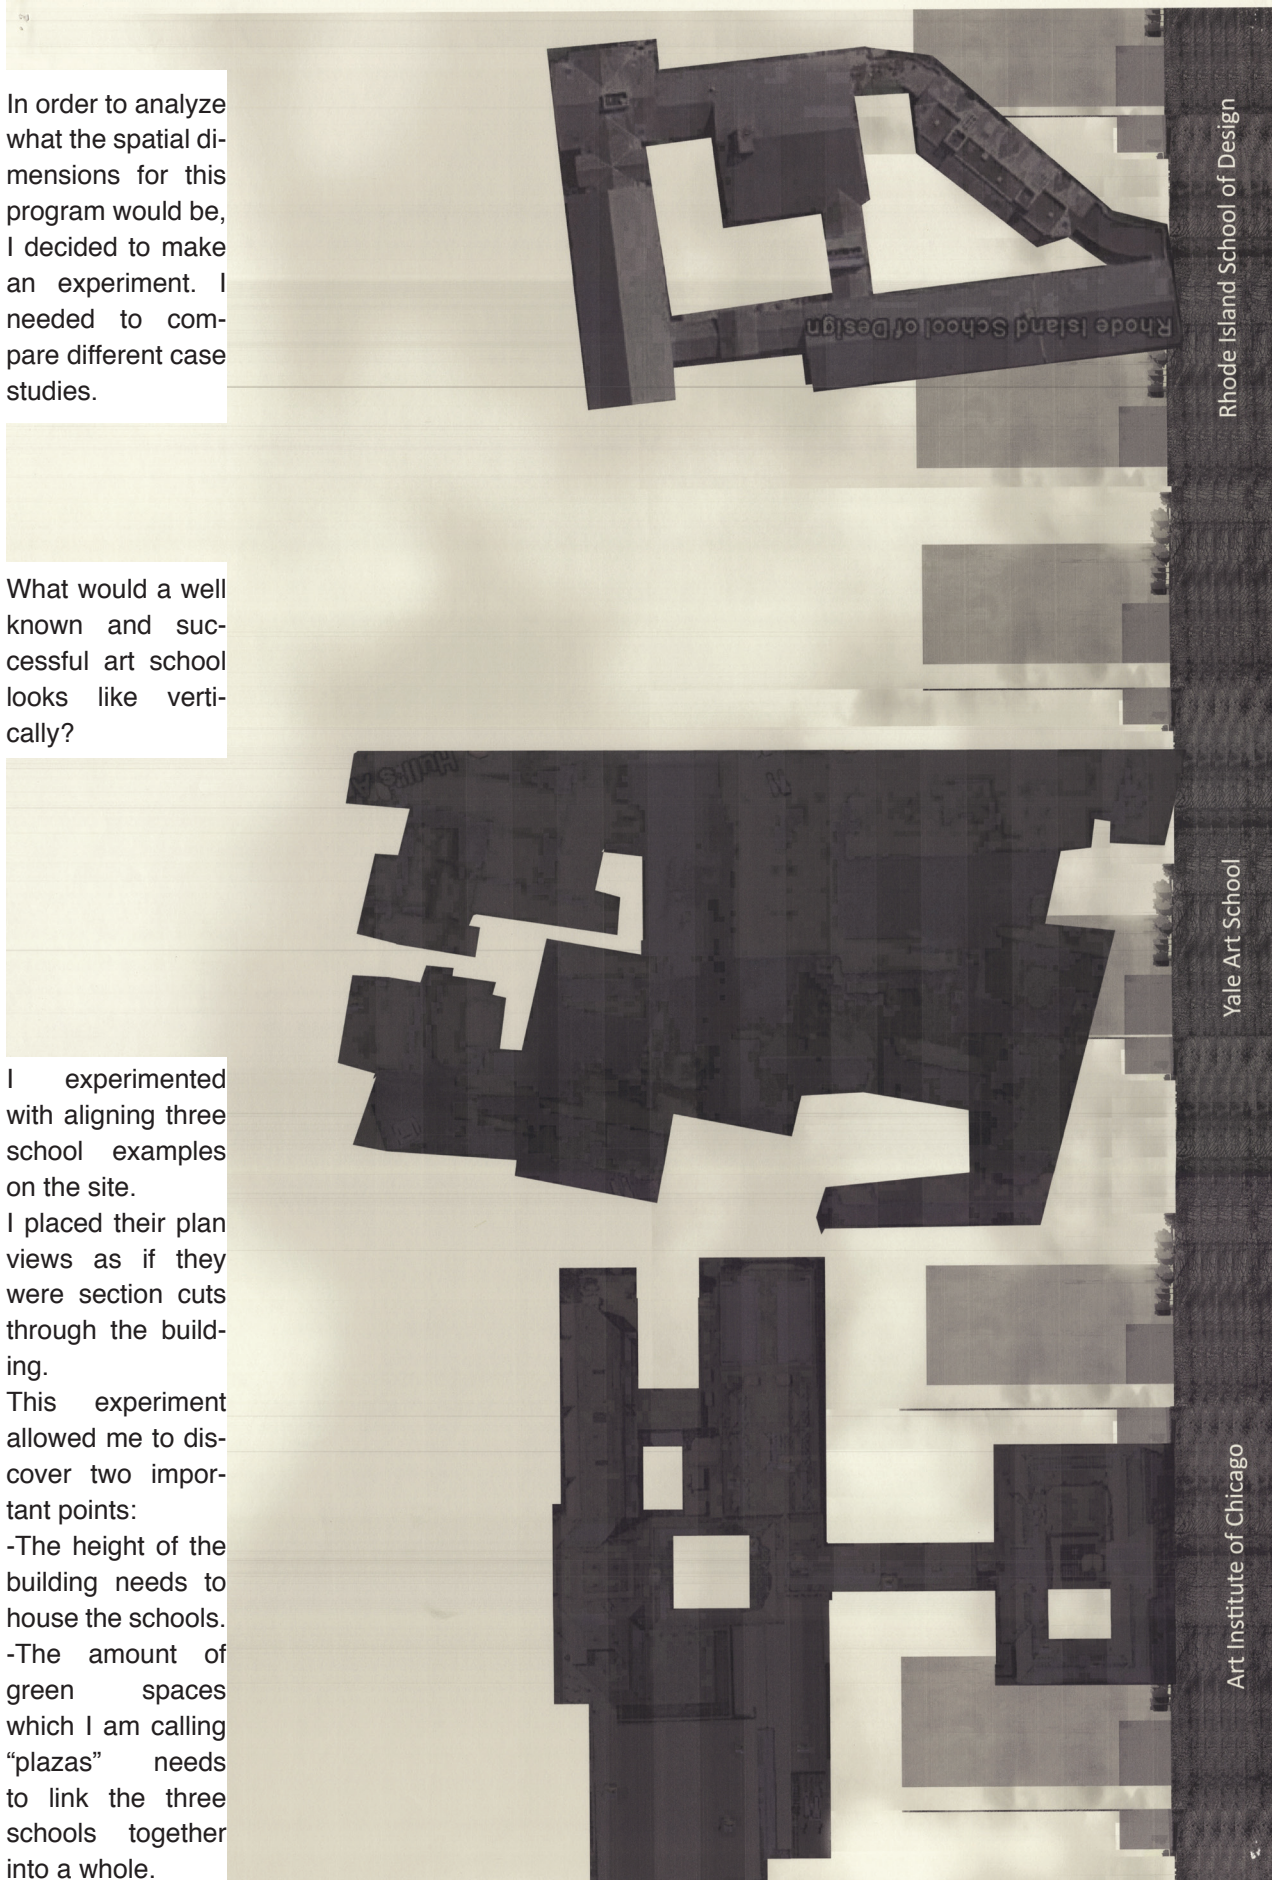 In order to analyze
what the spatial di-
mensions for this
program would be,
I decided to make
an experiment. I
needed to com-
pare different case
studies.
What would a well
known and suc-
cessful art school
looks like verti-
cally?
I experimented
with aligning three
school examples
on the site.
I placed their plan
views as if they
were section cuts
through the build-
ing.
This experiment
allowed me to dis-
cover two impor-
tant points:
-The height of the
building needs to
house the schools.
-The amount of
green spaces
which I am calling
“plazas” needs
to link the three
schools together
into a whole.
Rhode Island School of Design
Rhode Island School of Design
Yale Art School
Art Institute of Chicago